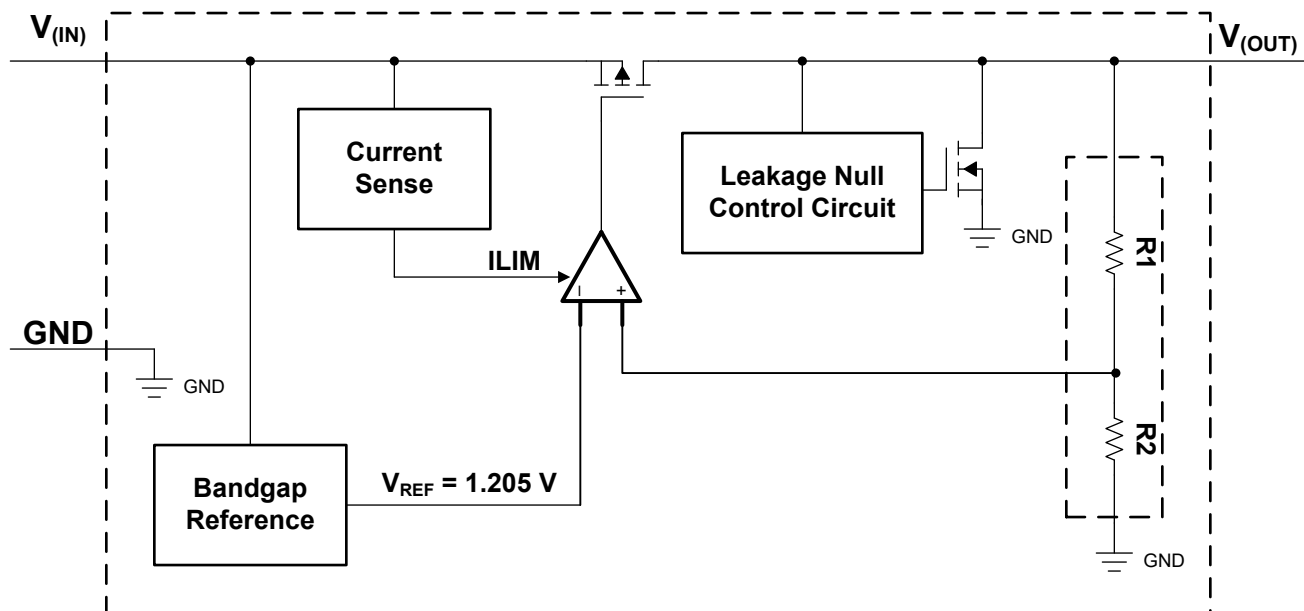 V(IN)
V(OUT)
Current
Sense
Leakage Null
Control Circuit
GND
R1
ILIM
– +
GND
GND
R2
Bandgap
Reference
VREF = 1.205 V
GND